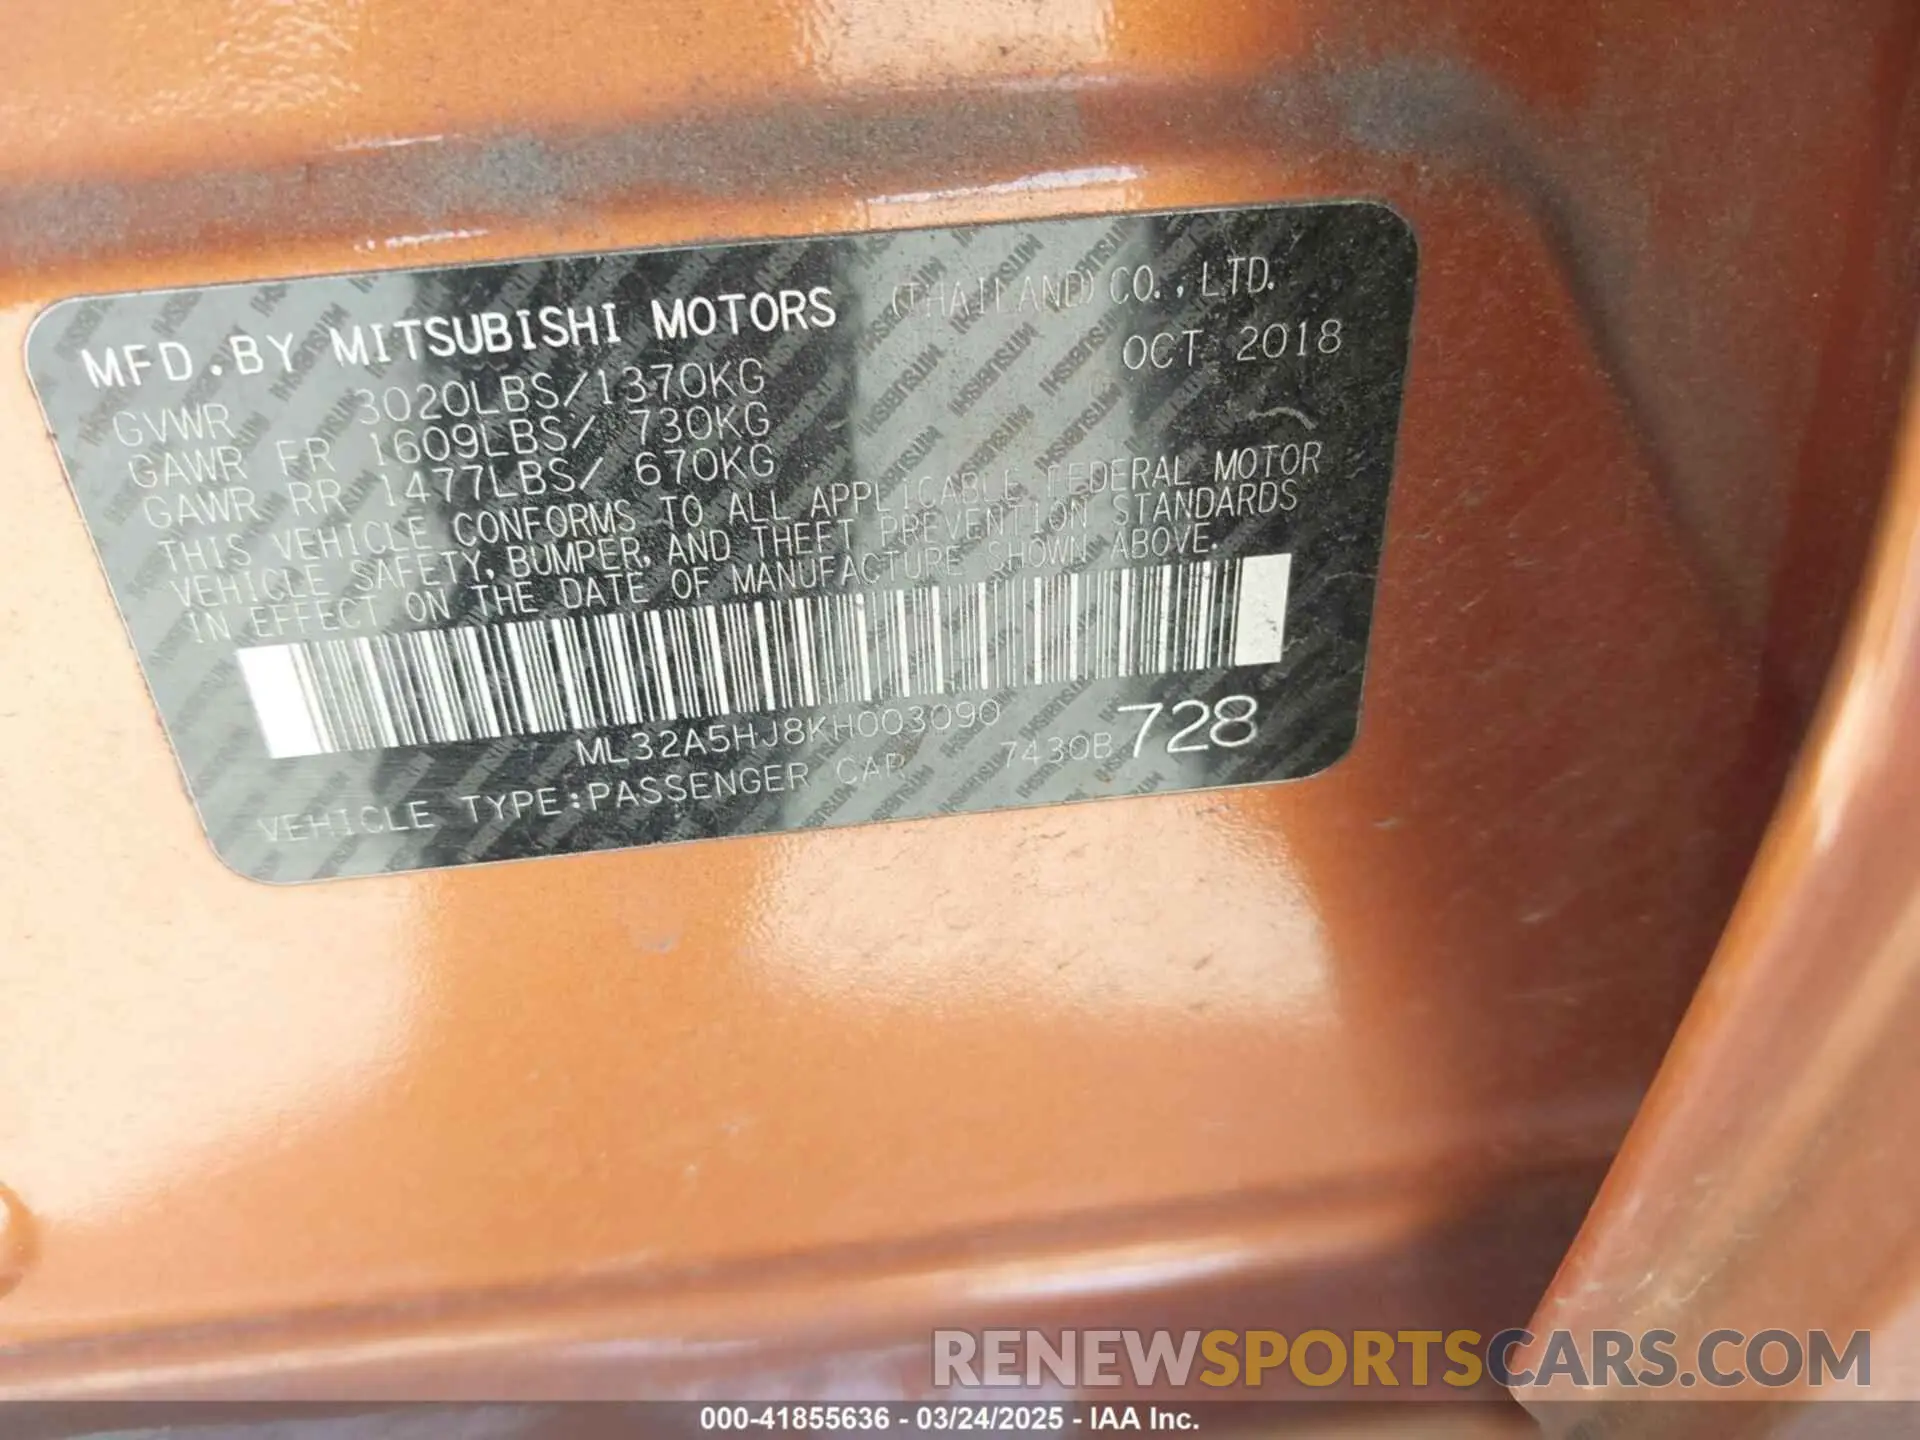 MFD.BY MITSUBISHI MOTORS (THAILAND) CO.,LTD.
OCT 2018
GVWR 3020LBS/1370KG
GAWR FR 1609LBS/ 730KG
GAWR RR 1477LBS/ 670KG
THIS VEHICLE CONFORMS TO ALL APPLICABLE FEDERAL MOTOR
VEHICLE SAFETY, BUMPER, AND THEFT PREVENTION STANDARDS
IN EFFECT ON THE DATE OF MANUFACTURE SHOWN ABOVE.
ML32A5HJ8KH003090
VEHICLE TYPE:PASSENGER CAR 7430B 728
RENEWSPORTSCARS.COM
000-41855636 - 03/24/2025 - IAA Inc.